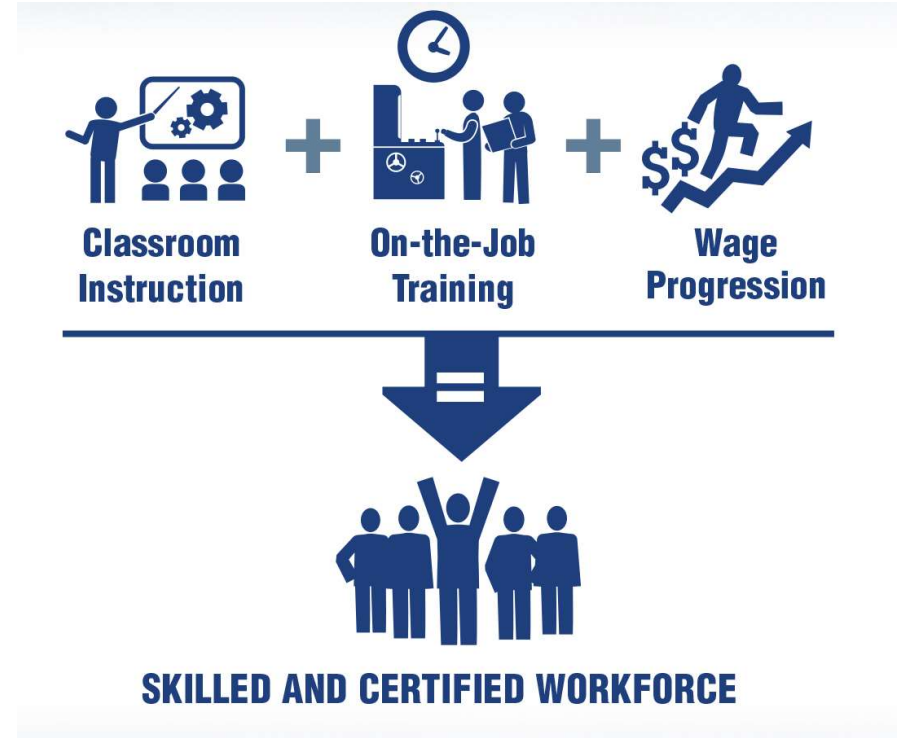 Classroom
Instruction
+
On-the-Job
Training
+
$$
Wage
Progression
=
SKILLED AND CERTIFIED WORKFORCE